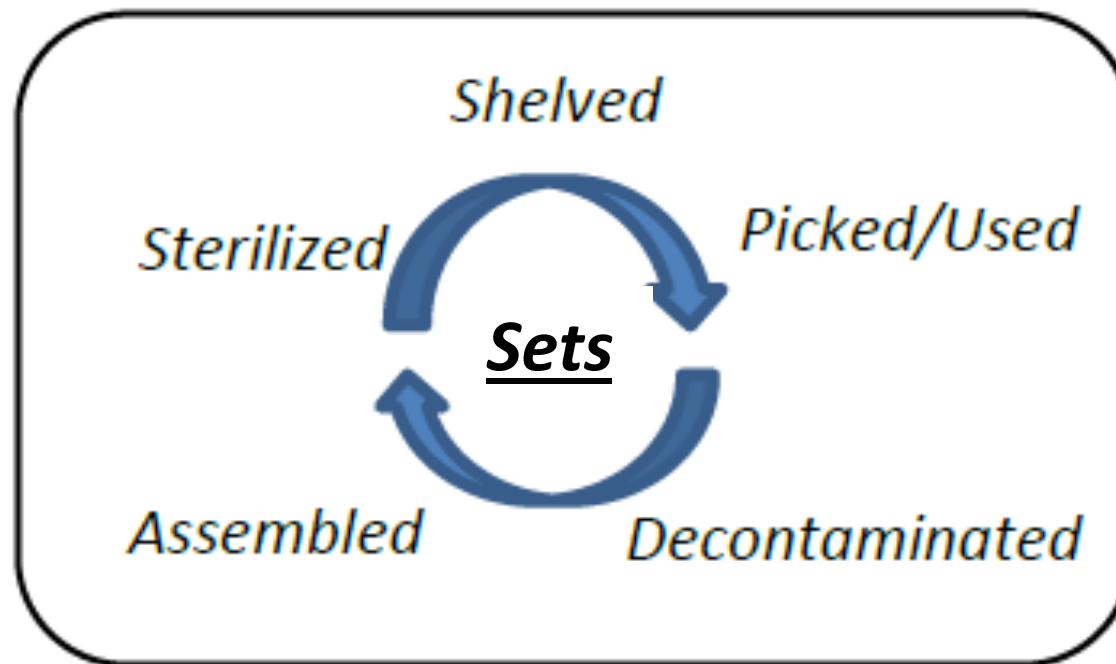 Shelved
Sterilized
Picked/Used
Sets
Assembled
Decontaminated